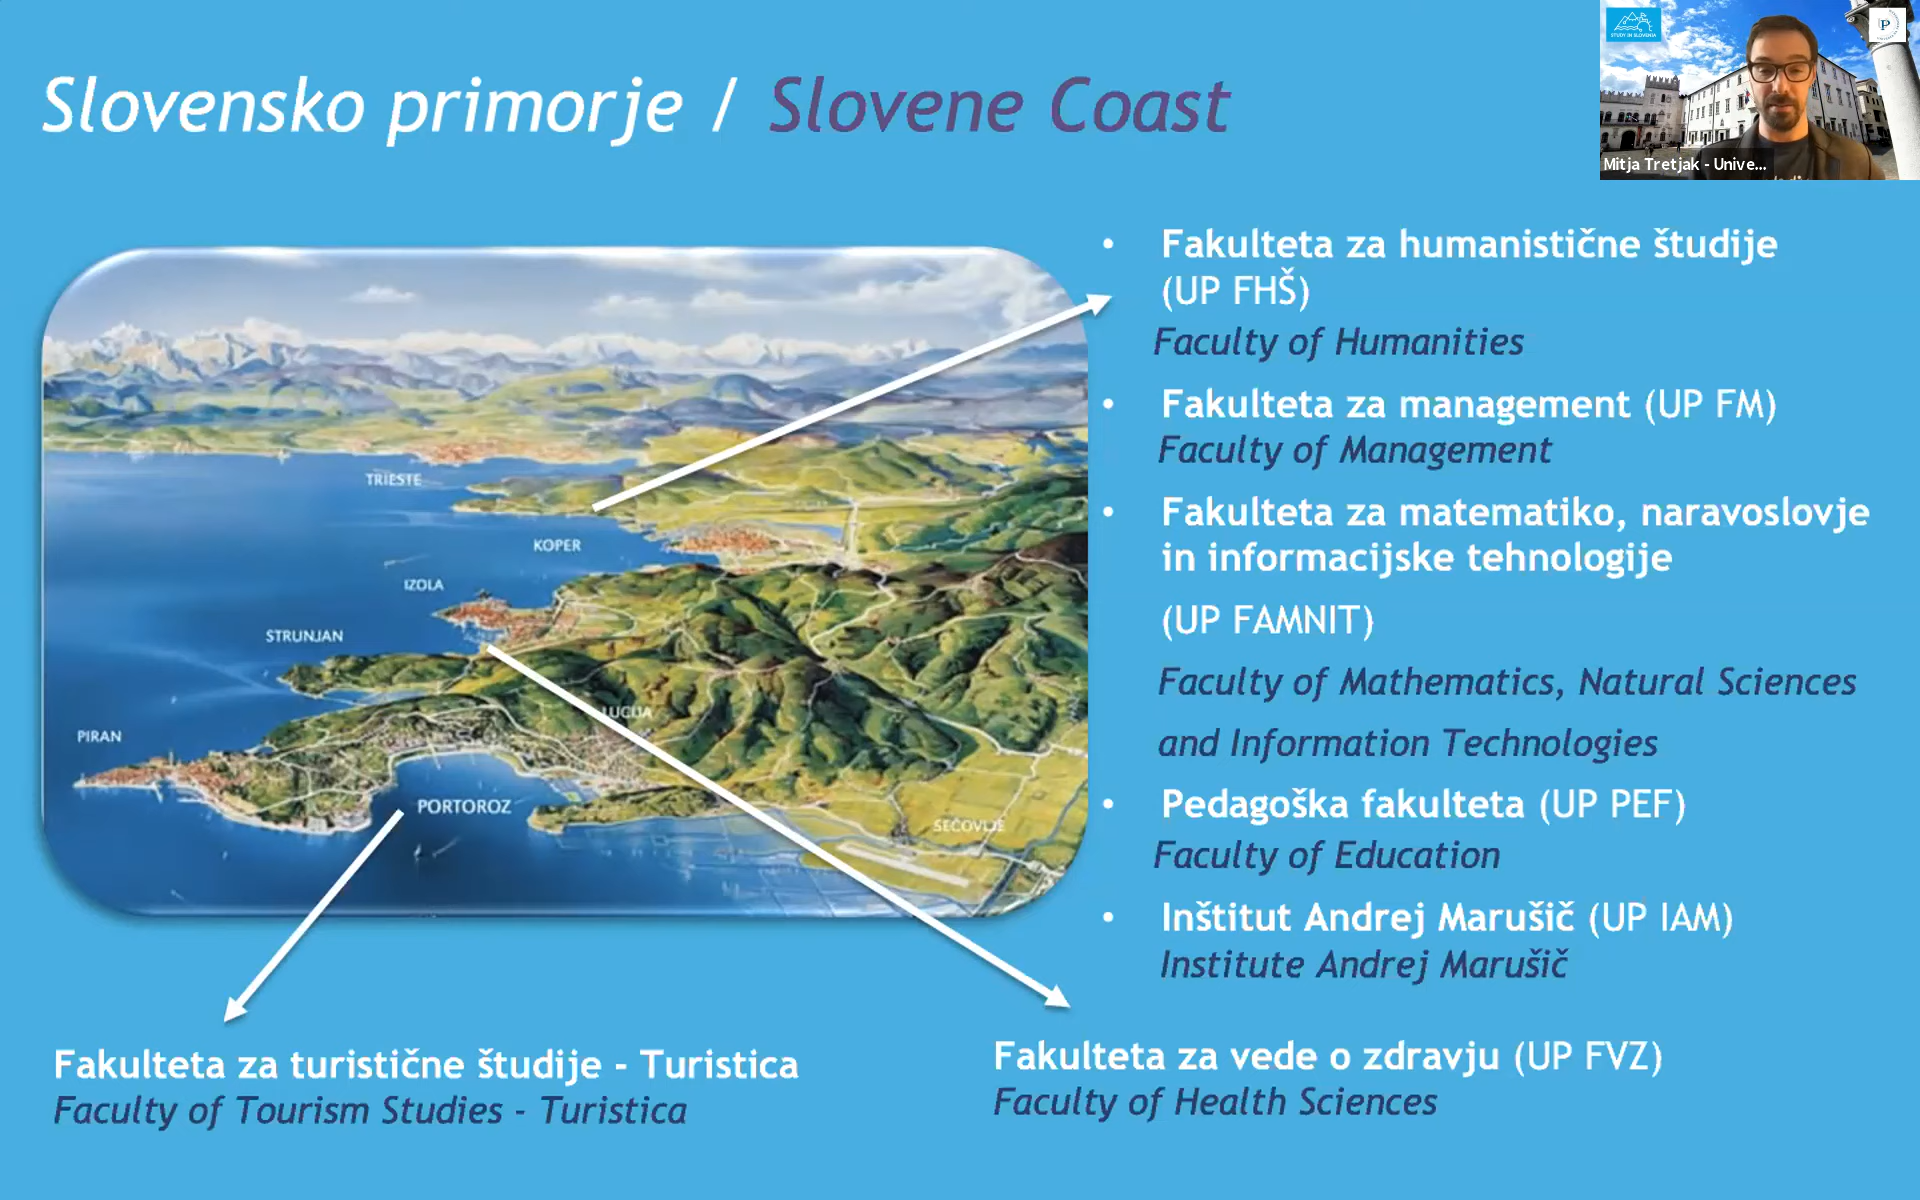 Slovensko primorje / Slovene Coast
STUDY IN SLOVENIA
P
Mitja Tretjak - Unive...
• Fakulteta za humanistične študije
(UP FHŠ)
Faculty of Humanities
• Fakulteta za management (UP FM)
Faculty of Management
• Fakulteta za matematiko, naravoslovje
in informacijske tehnologije
(UP FAMNIT)
Faculty of Mathematics, Natural Sciences
and Information Technologies
• Pedagoška fakulteta (UP PEF)
Faculty of Education
• Inštitut Andrej Marušič (UP IAM)
Institute Andrej Marušič
TRIESTE
KOPER
IZOLA
STRUNJAN
LUCIJA
PIRAN
PORTOROZ
SEČOVLJE
Fakulteta za turistične študije - Turistica
Faculty of Tourism Studies - Turistica
Fakulteta za vede o zdravju (UP FVZ)
Faculty of Health Sciences